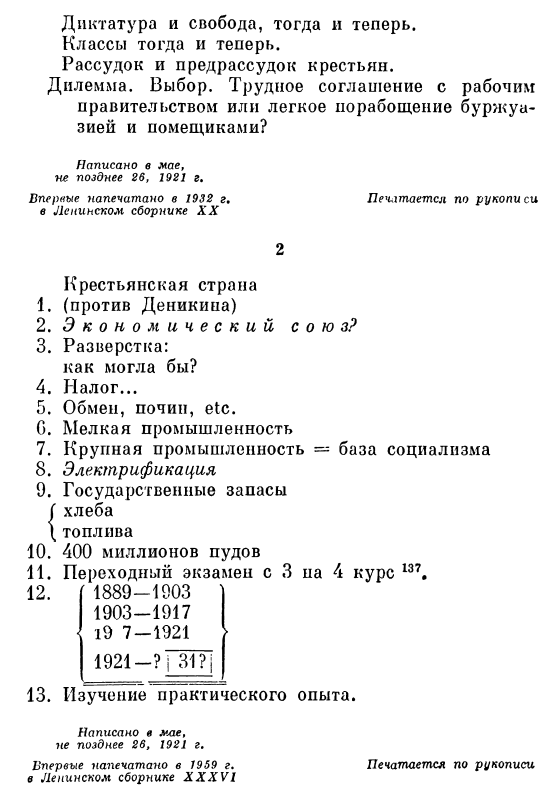 Диктатура и свобода, тогда и теперь.
Классы тогда и теперь.
Рассудок и предрассудок крестьян.
Дилемма. Выбор. Трудное соглашение с рабочим
правительством или легкое порабощение буржуа-
зией и помещиками?
Написано в мае,
не позднее 26, 1921 г.
Впервые напечатано в 1932 г.
в Ленинском сборнике XX
Печатается по рукописи
2
Крестьянская страна
1. (против Деникина)
2. Экономический союз?
3. Разверстка:
как могла бы?
4. Налог...
5. Обмен, почин, etc.
6. Мелкая промышленность
7. Крупная промышленность = база социализма
8. Электрификация
9. Государственные запасы
{ хлеба
{ топлива
10. 400 миллионов пудов
11. Переходный экзамен с 3 на 4 курс 137.
12. { 1889—1903 }
1903—1917
19 7—1921
1921—? | 31? |
13. Изучение практического опыта.
Написано в мае,
не позднее 26, 1921 г.
Впервые напечатано в 1959 г.
в Ленинском сборнике XXXVI
Печатается по рукописи